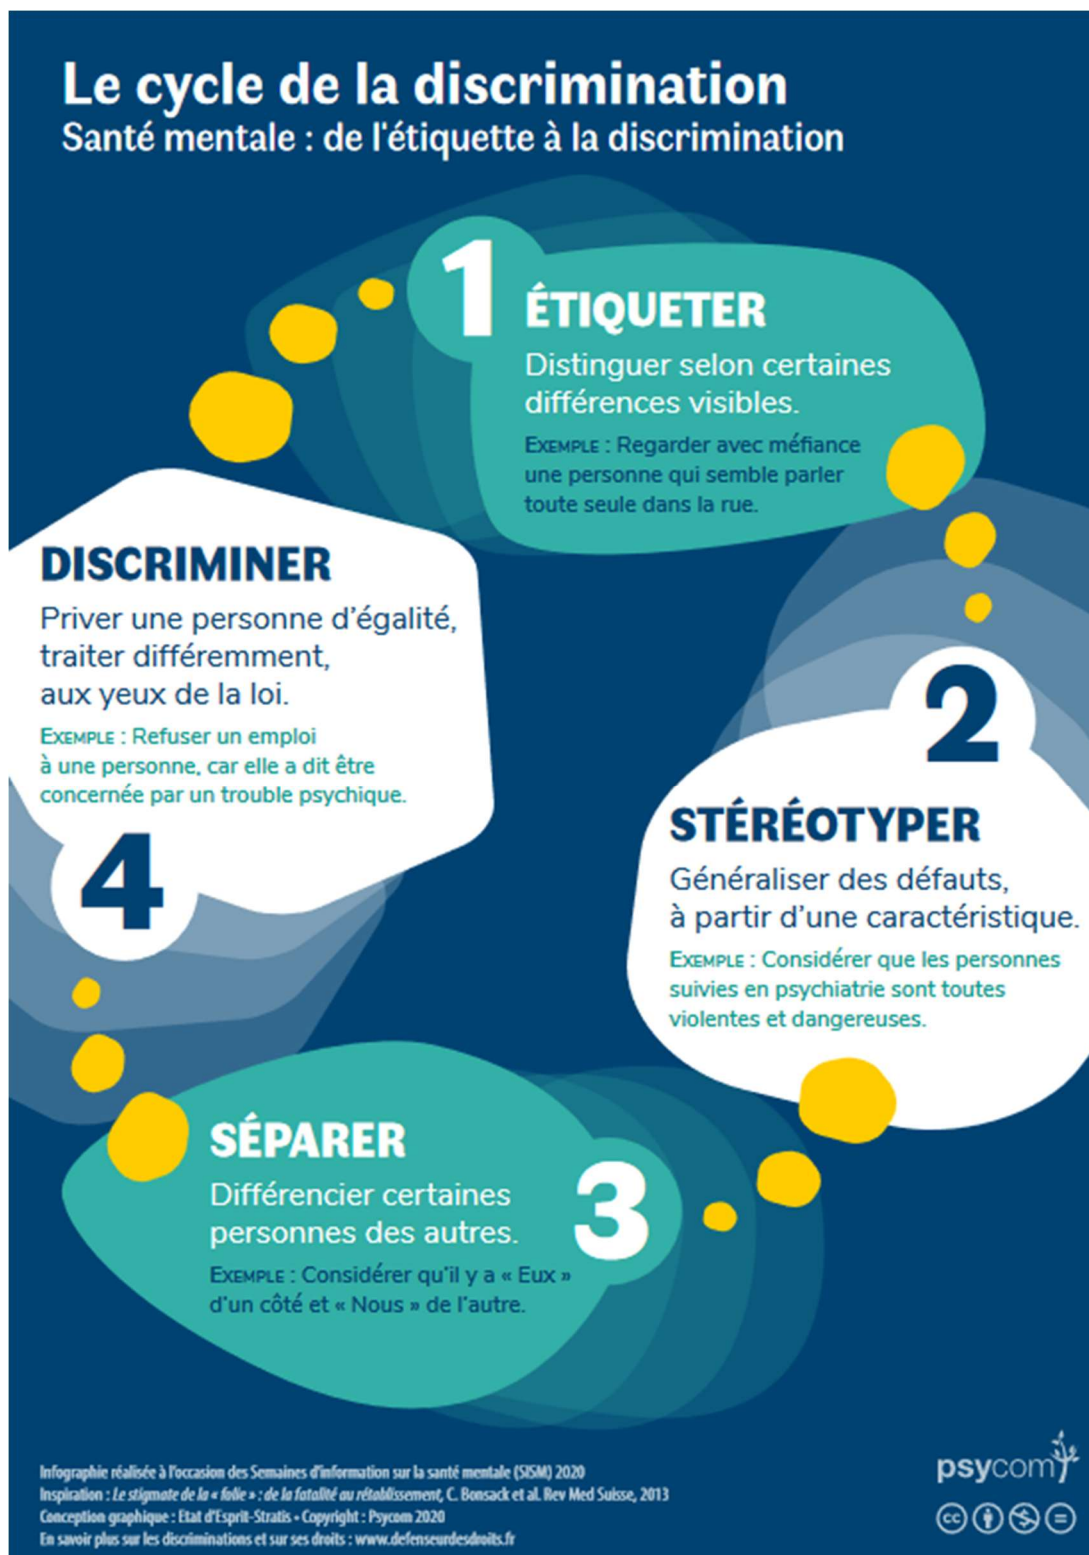 Le cycle de la discrimination
Santé mentale : de l'étiquette à la discrimination
1
ÉTIQUETER
Distinguer selon certaines
différences visibles.
EXEMPLE : Regarder avec méfiance
une personne qui semble parler
toute seule dans la rue.
2
STÉRÉOTYPER
Généraliser des défauts,
à partir d'une caractéristique.
EXEMPLE : Considérer que les personnes
suivies en psychiatrie sont toutes
violentes et dangereuses.
3
SÉPARER
Différencier certaines
personnes des autres.
EXEMPLE : Considérer qu'il y a « Eux »
d'un côté et « Nous » de l'autre.
4
DISCRIMINER
Priver une personne d'égalité,
traiter différemment,
aux yeux de la loi.
EXEMPLE : Refuser un emploi
à une personne, car elle a dit être
concernée par un trouble psychique.
Infographie réalisée à l'occasion des Semaines d'information sur la santé mentale (SISM) 2020
Inspiration : Le stigmate de la « folie » : de la fatalité au rétablissement, C. Bonsack et al. Rev Med Suisse, 2013
Conception graphique : Etat d'Esprit-Stratis • Copyright : Psycom 2020
En savoir plus sur les discriminations et sur ses droits : www.defenseurdesdroits.fr
psycom
cc